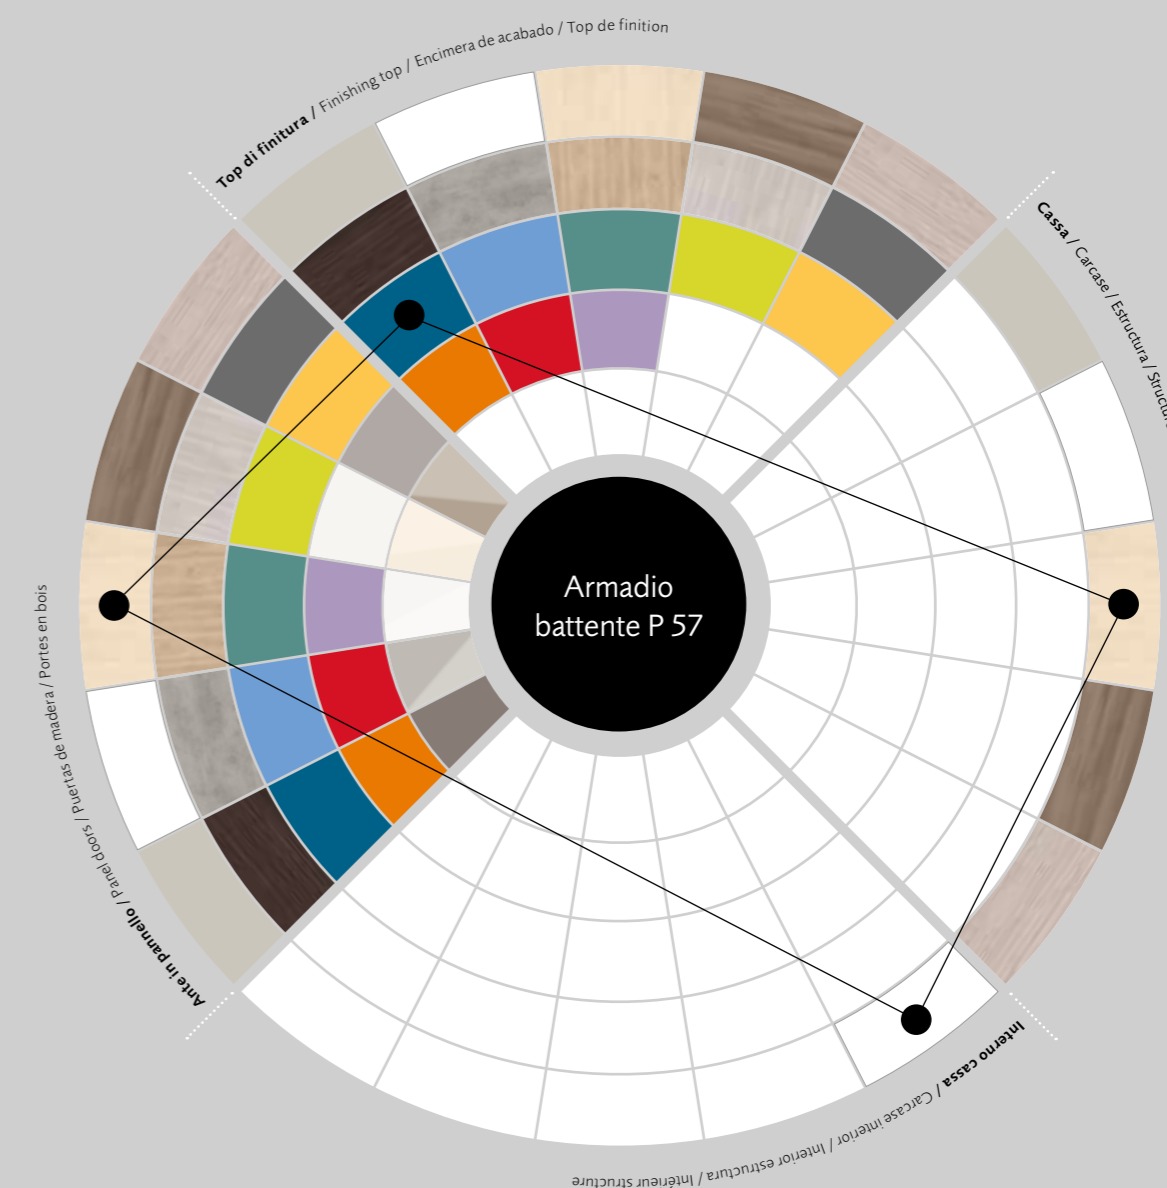 Top di finitura / Finishing top / Encimera de acabado / Top de finition
Cassa / Carcase / Estructura / Structu
Armadio
battente P 57
Ante in pannello / Panel doors / Puertas de madera / Portes en bois
Interno cassa / Carcase interior / Interior estructura / Intérieur structure